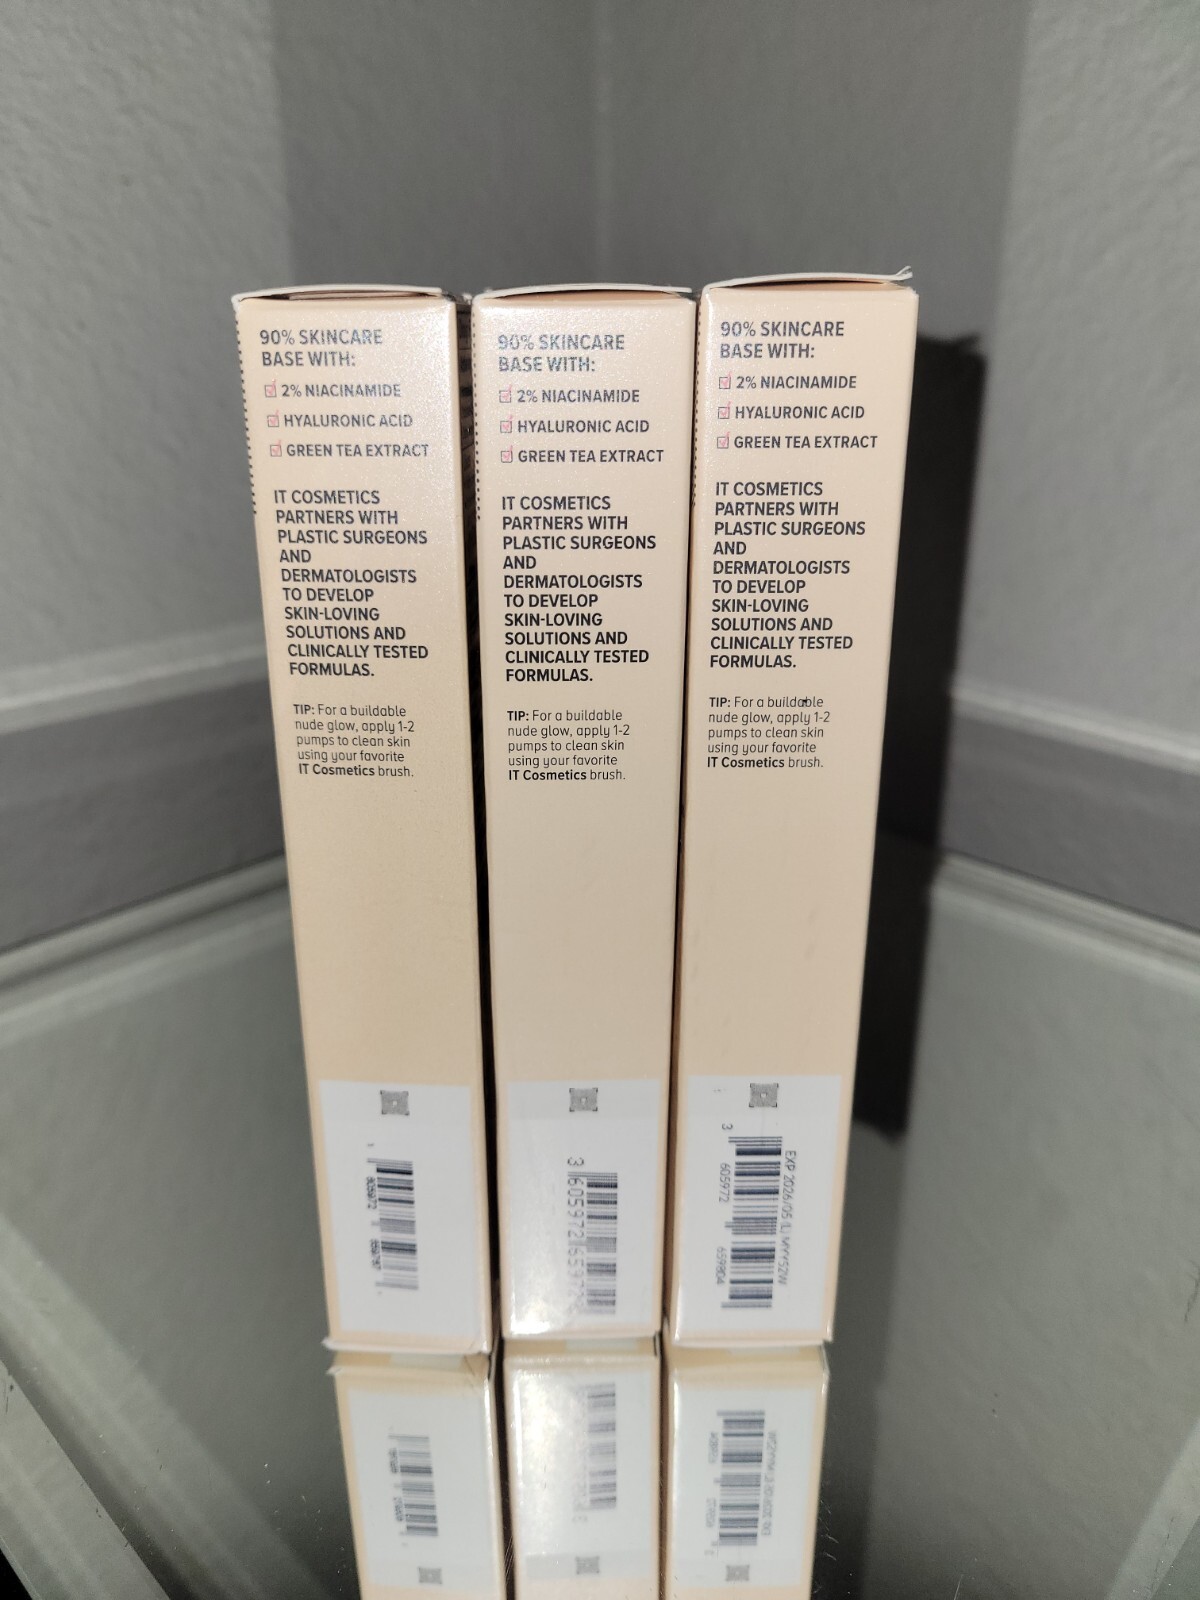 90% SKINCARE
BASE WITH:
2% NIACINAMIDE
HYALURONIC ACID
GREEN TEA EXTRACT
IT COSMETICS
PARTNERS WITH
PLASTIC SURGEONS
AND
DERMATOLOGISTS
TO DEVELOP
SKIN-LOVING
SOLUTIONS AND
CLINICALLY TESTED
FORMULAS.
TIP: For a buildable
nude glow, apply 1-2
pumps to clean skin
using your favorite
IT Cosmetics brush.
605972
90% SKINCARE
BASE WITH:
2% NIACINAMIDE
HYALURONIC ACID
GREEN TEA EXTRACT
IT COSMETICS
PARTNERS WITH
PLASTIC SURGEONS
AND
DERMATOLOGISTS
TO DEVELOP
SKIN-LOVING
SOLUTIONS AND
CLINICALLY TESTED
FORMULAS.
TIP: For a buildable
nude glow, apply 1-2
pumps to clean skin
using your favorite
IT Cosmetics brush.
90% SKINCARE
BASE WITH:
2% NIACINAMIDE
HYALURONIC ACID
GREEN TEA EXTRACT
IT COSMETICS
PARTNERS WITH
PLASTIC SURGEONS
AND
DERMATOLOGISTS
TO DEVELOP
SKIN-LOVING
SOLUTIONS AND
CLINICALLY TESTED
FORMULAS.
TIP: For a buildable
nude glow, apply 1-2
pumps to clean skin
using your favorite
IT Cosmetics brush.
EXP 2026/05
3 605972 659804